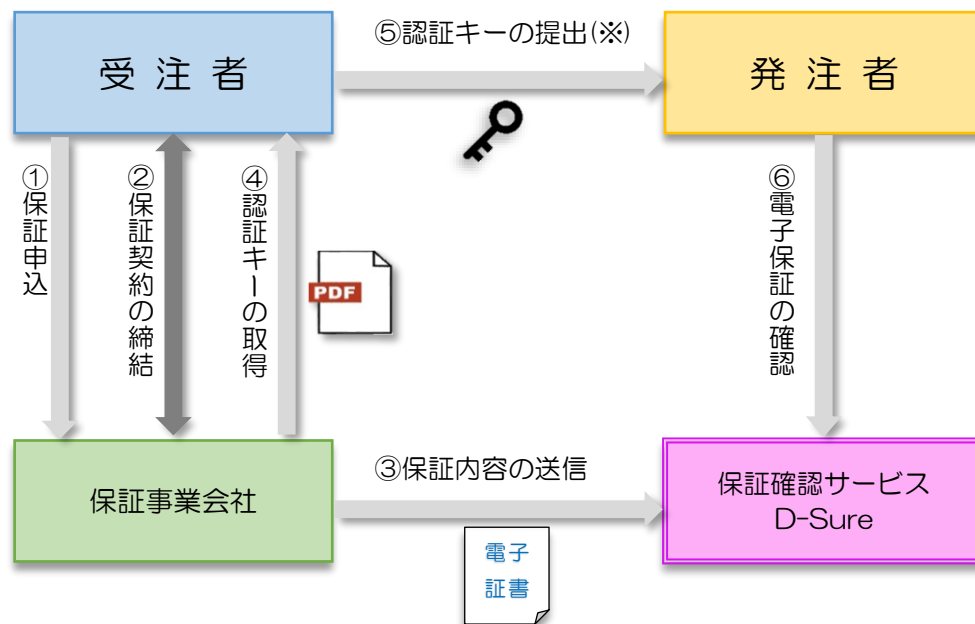 ⑤認証キーの提出(※)
受注者
発注者
①保証申込
②保証契約の締結
④認証キーの取得
PDF
⑥電子保証の確認
保証事業会社
③保証内容の送信
電子
証書
保証確認サービス
D-Sure